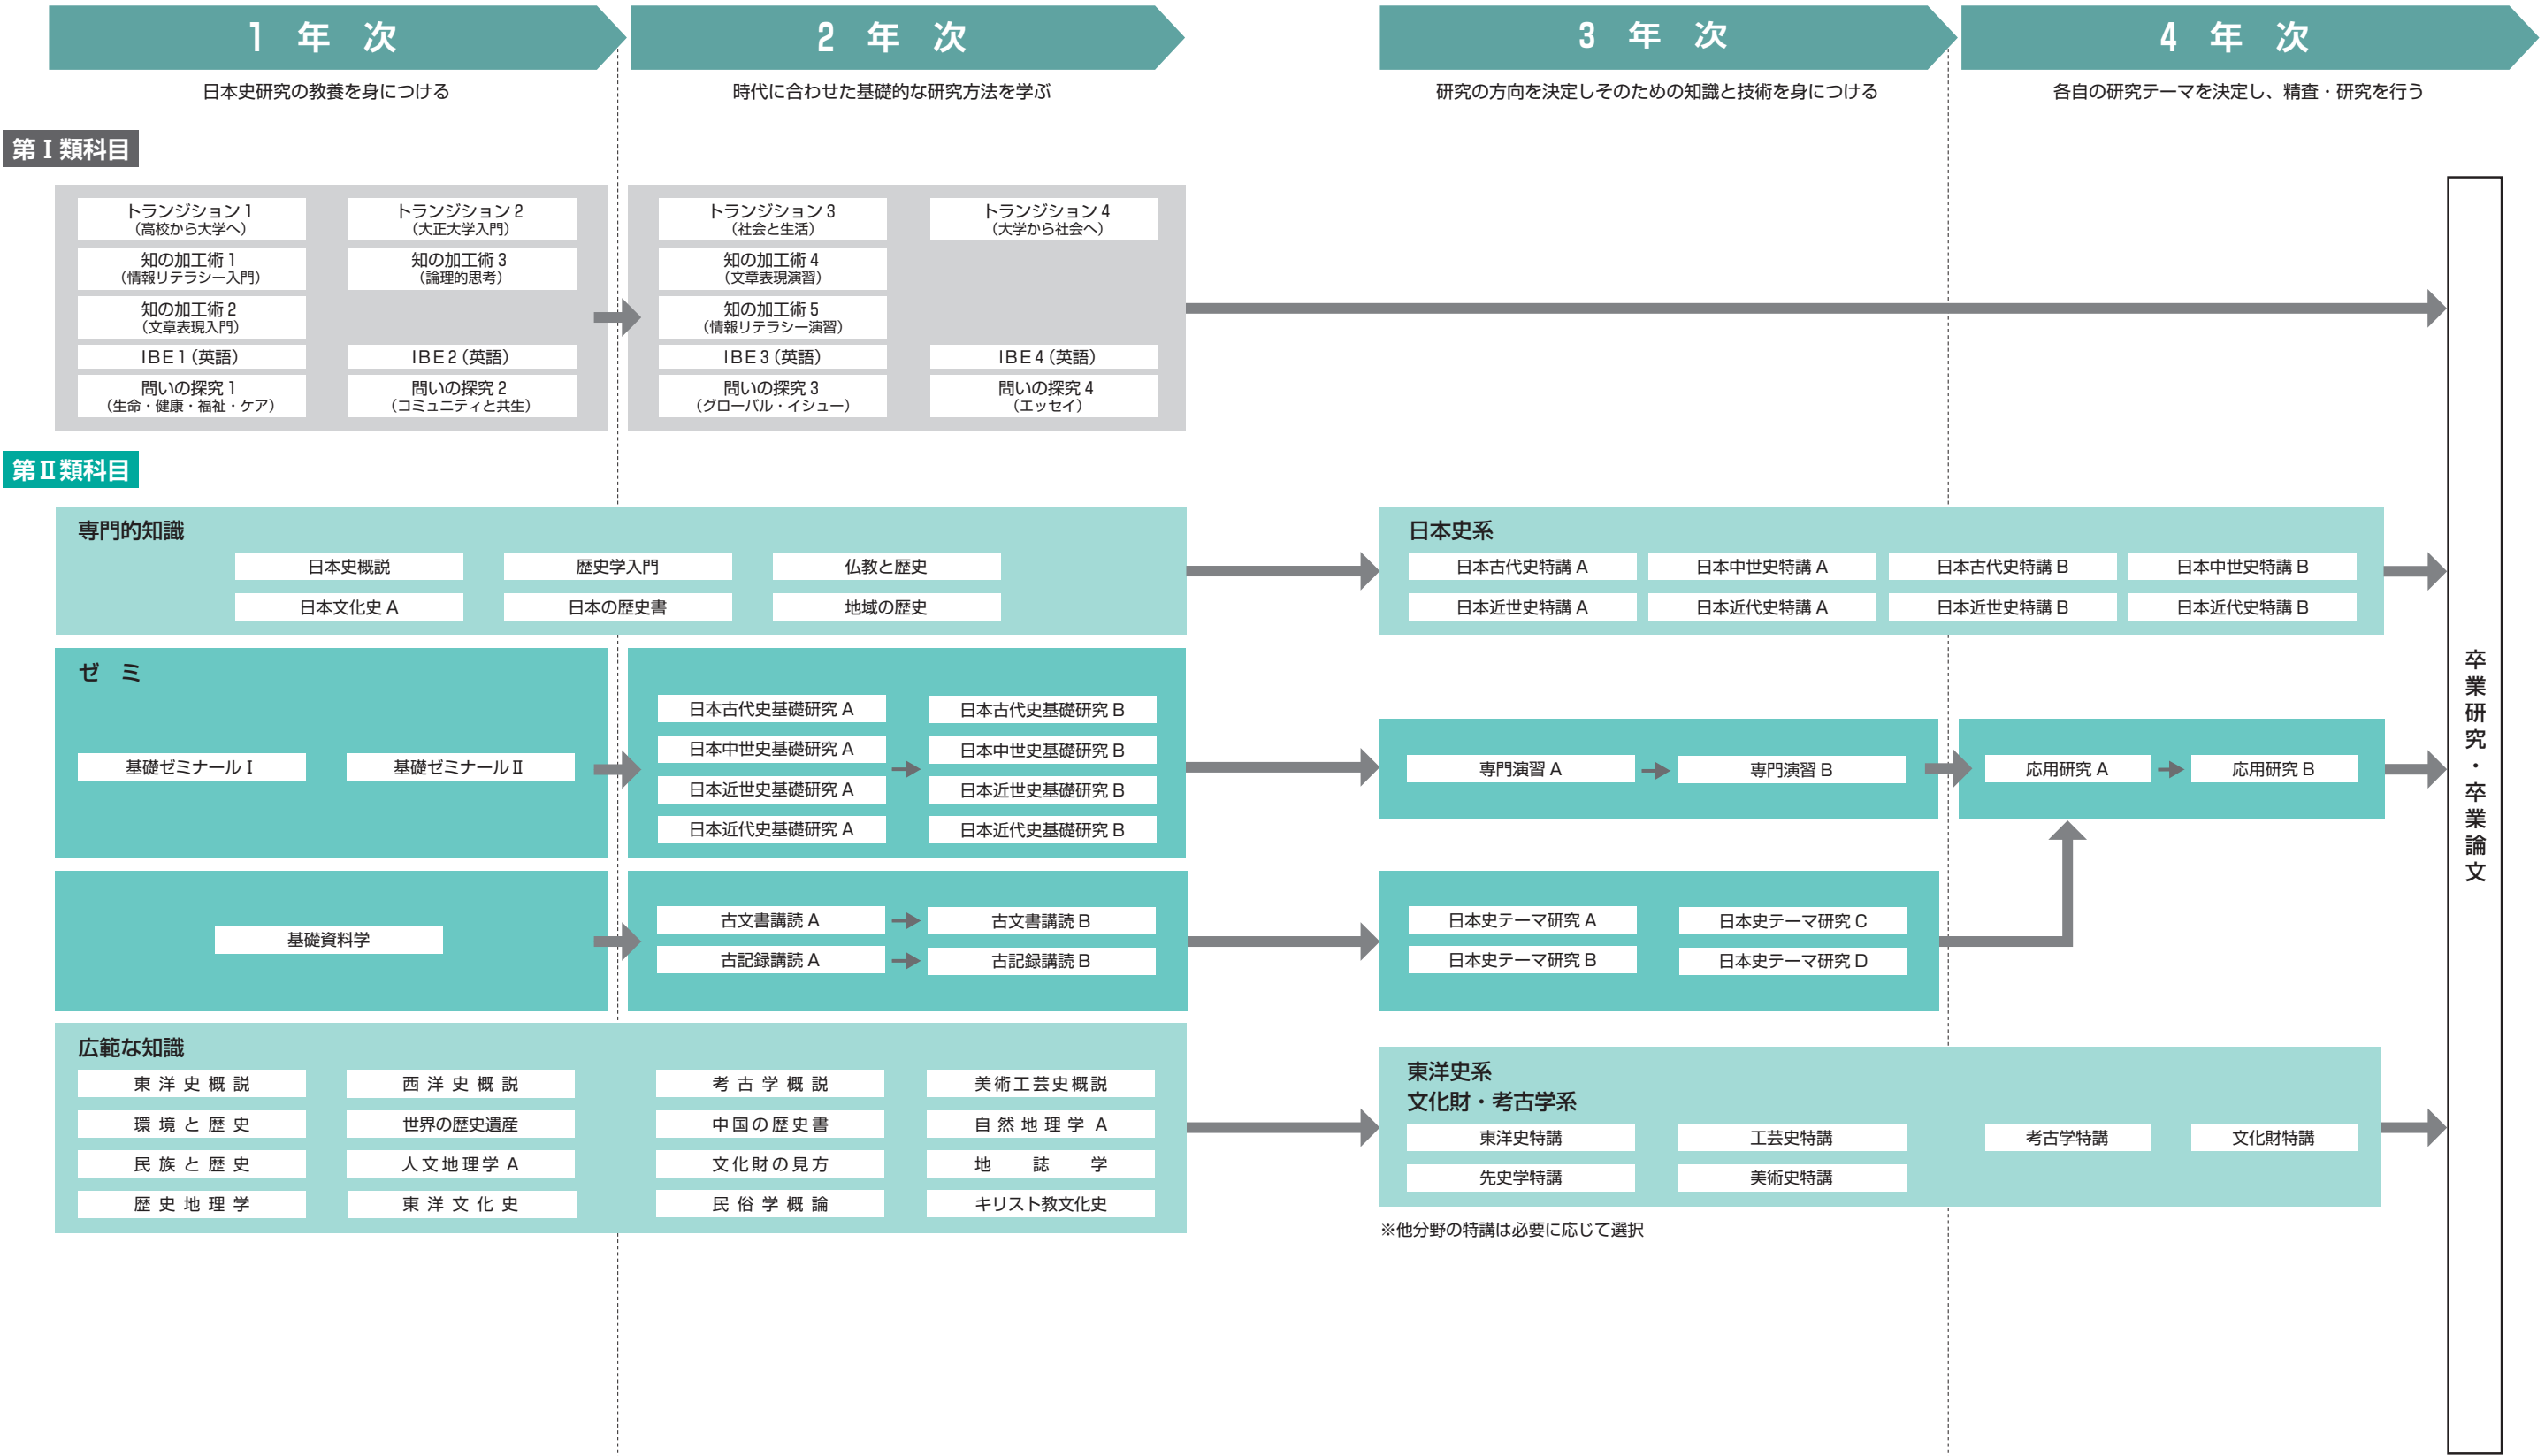 1 年 次
2 年 次
3 年 次
4 年 次
日本史研究の教養を身につける
時代に合わせた基礎的な研究方法を学ぶ
研究の方向を決定しそのための知識と技術を身につける
各自の研究テーマを決定し、精査・研究を行う
第Ⅰ類科目
トランジション1
（高校から大学へ）
トランジション2
（大正大学入門）
トランジション3
（社会と生活）
トランジション4
（大学から社会へ）
知の加工術1
（情報リテラシー入門）
知の加工術3
（論理的思考）
知の加工術4
（文章表現演習）
知の加工術2
（文章表現入門）
知の加工術5
（情報リテラシー演習）
IBE1（英語）
IBE2（英語）
IBE3（英語）
IBE4（英語）
問いの探究1
（生命・健康・福祉・ケア）
問いの探究2
（コミュニティと共生）
問いの探究3
（グローバル・イシュー）
問いの探究4
（エッセイ）
第Ⅱ類科目
専門的知識
日本史概説
歴史学入門
仏教と歴史
日本文化史 A
日本の歴史書
地域の歴史
日本史系
日本古代史特講 A
日本中世史特講 A
日本古代史特講 B
日本中世史特講 B
日本近世史特講 A
日本近代史特講 A
日本近世史特講 B
日本近代史特講 B
ゼ ミ
基礎ゼミナールⅠ
基礎ゼミナールⅡ
日本古代史基礎研究 A
日本古代史基礎研究 B
日本中世史基礎研究 A
日本中世史基礎研究 B
日本近世史基礎研究 A
日本近世史基礎研究 B
日本近代史基礎研究 A
日本近代史基礎研究 B
専門演習 A
専門演習 B
応用研究 A
応用研究 B
基礎資料学
古文書講読 A
古文書講読 B
古記録講読 A
古記録講読 B
日本史テーマ研究 A
日本史テーマ研究 C
日本史テーマ研究 B
日本史テーマ研究 D
広範な知識
東洋史概説
西洋史概説
考古学概説
美術工芸史概説
環境と歴史
世界の歴史遺産
中国の歴史書
自然地理学 A
民族と歴史
人文地理学 A
文化財の見方
地誌学
歴史地理学
東洋文化史
民俗学概論
キリスト教文化史
東洋史系
文化財・考古学系
東洋史特講
工芸史特講
考古学特講
文化財特講
先史学特講
美術史特講
※他分野の特講は必要に応じて選択
卒業研究・卒業論文